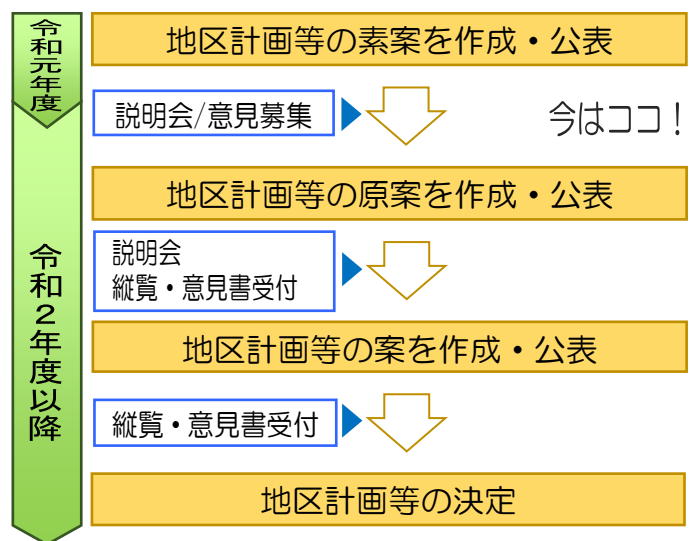 令和元年度
地区計画等の素案を作成・公表
説明会/意見募集
今はココ！
地区計画等の原案を作成・公表
令和２年度以降
説明会
縦覧・意見書受付
地区計画等の案を作成・公表
縦覧・意見書受付
地区計画等の決定